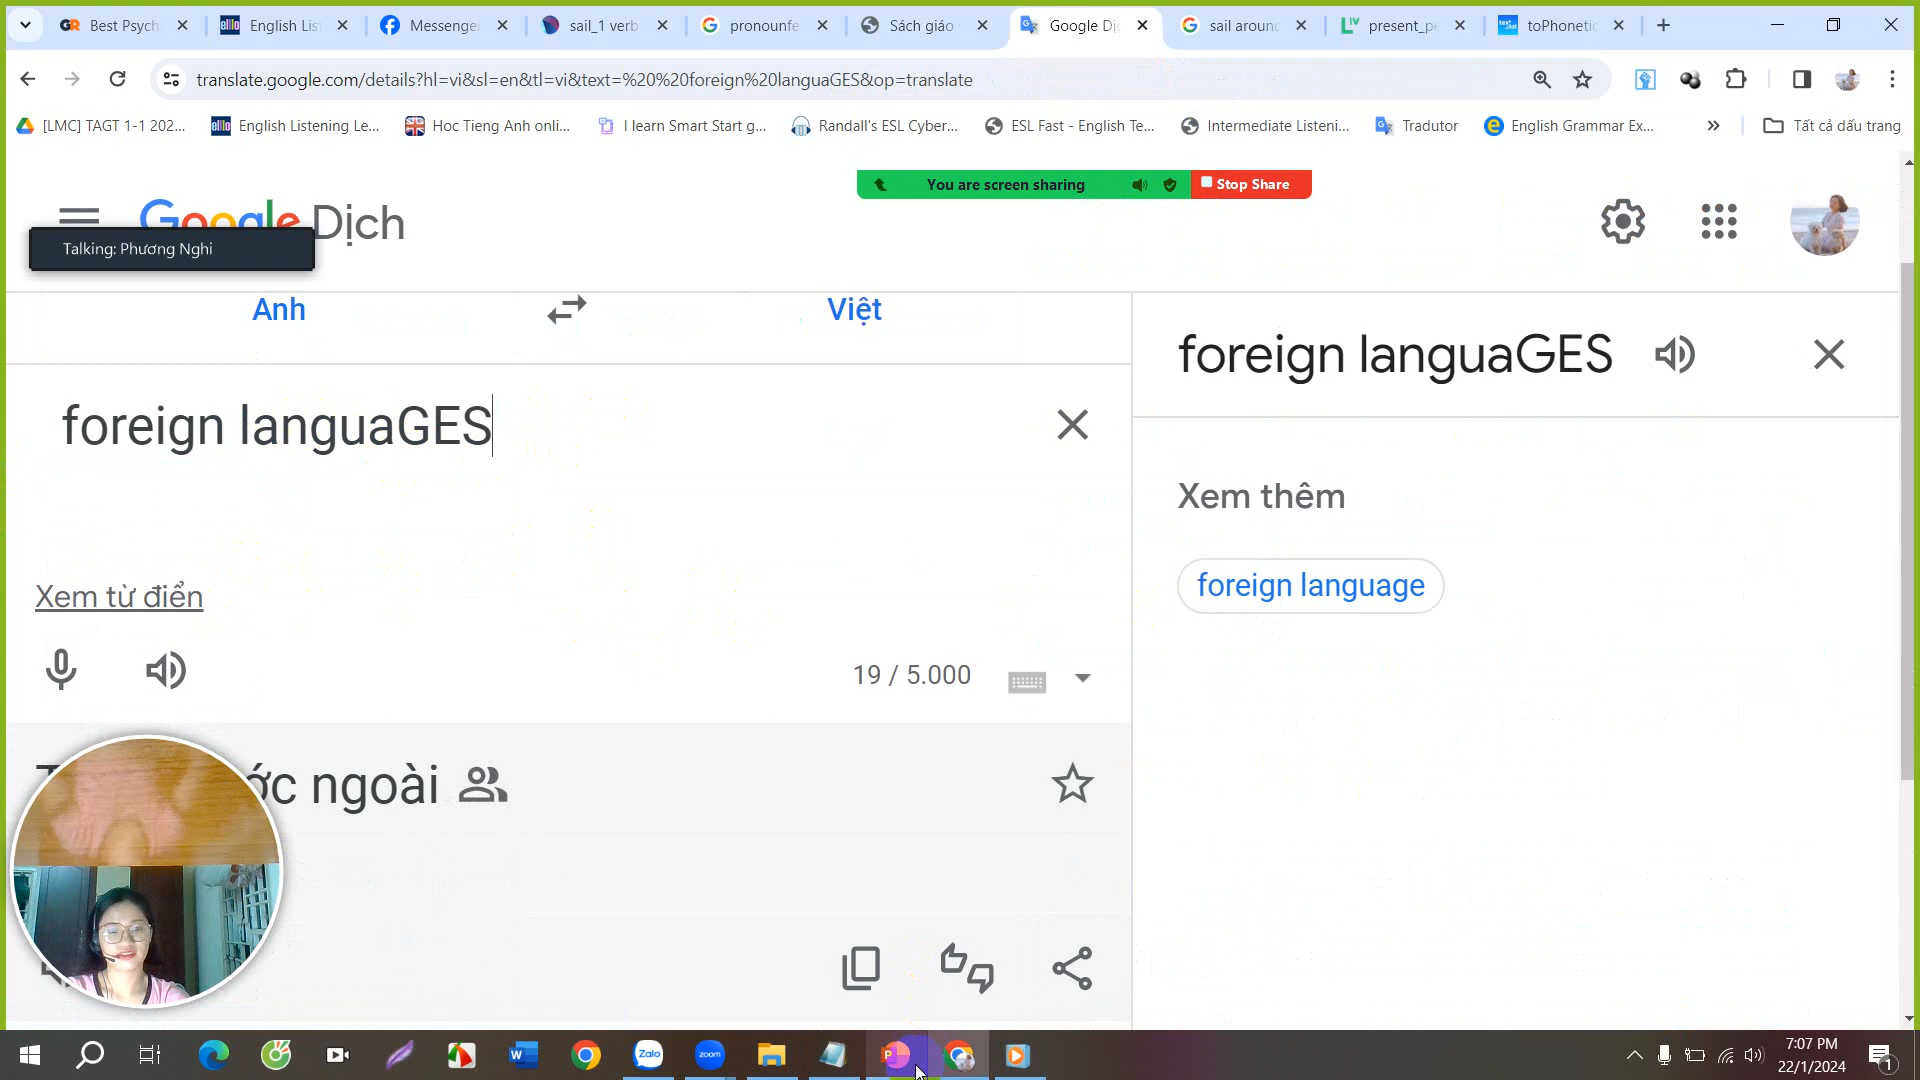 Best Psych
English Lis
Messenge
sail_1 verb
pronounfe
Sách giáo
Google Dị
sail around
present_pe
toPhonetic
translate.google.com/details?hl=vi&sl=en&tl=vi&text=%20%20foreign%20languaGES&op=translate
[LMC] TAGT 1-1 202...
English Listening Le...
Hoc Tieng Anh onli...
I learn Smart Start g...
Randall's ESL Cyber...
ESL Fast - English Te...
Intermediate Listeni...
Tradutor
English Grammar Ex...
Tất cả dấu trang
You are screen sharing
Stop Share
Google Dịch
Talking: Phương Nghi
Anh
Việt
foreign languaGES
foreign languaGES
Xem thêm
foreign language
Xem từ điển
19 / 5.000
ngoài
Zalo
zoom
7:07 PM
22/1/2024
1